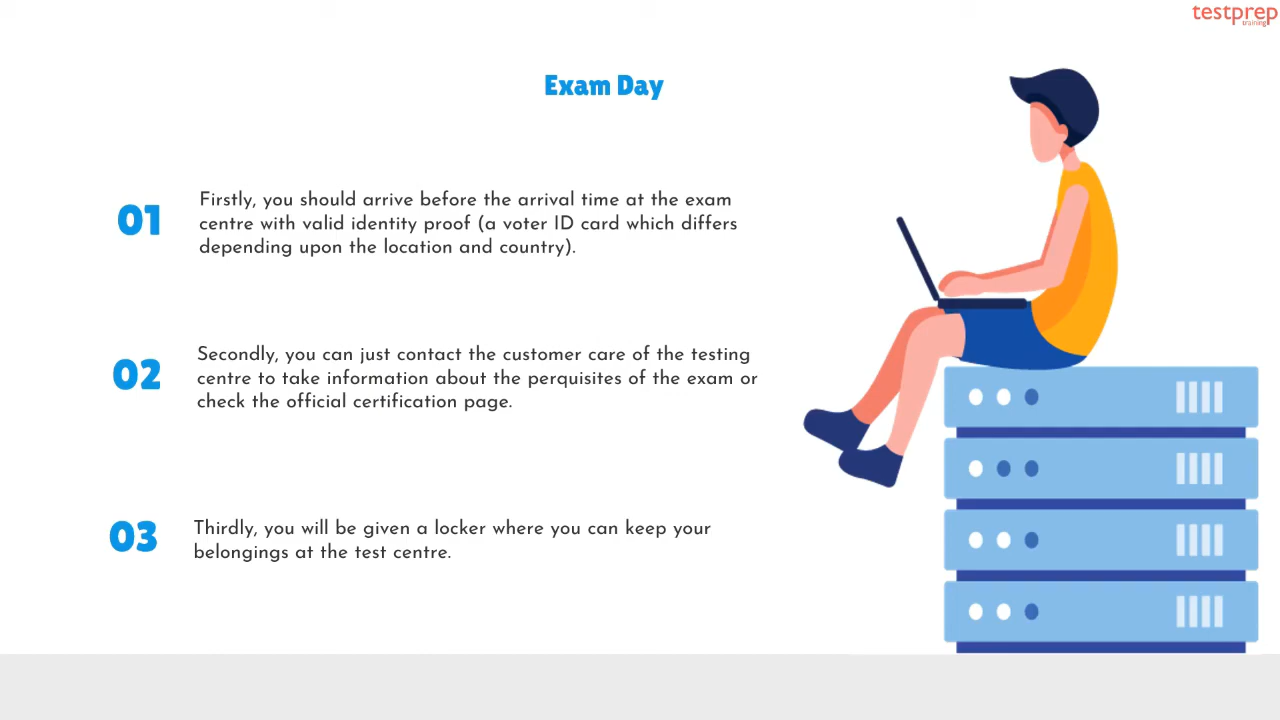 testprep
training
Exam Day
01
Firstly, you should arrive before the arrival time at the exam
centre with valid identity proof (a voter ID card which differs
depending upon the location and country).
02
Secondly, you can just contact the customer care of the testing
centre to take information about the perquisites of the exam or
check the official certification page.
03
Thirdly, you will be given a locker where you can keep your
belongings at the test centre.